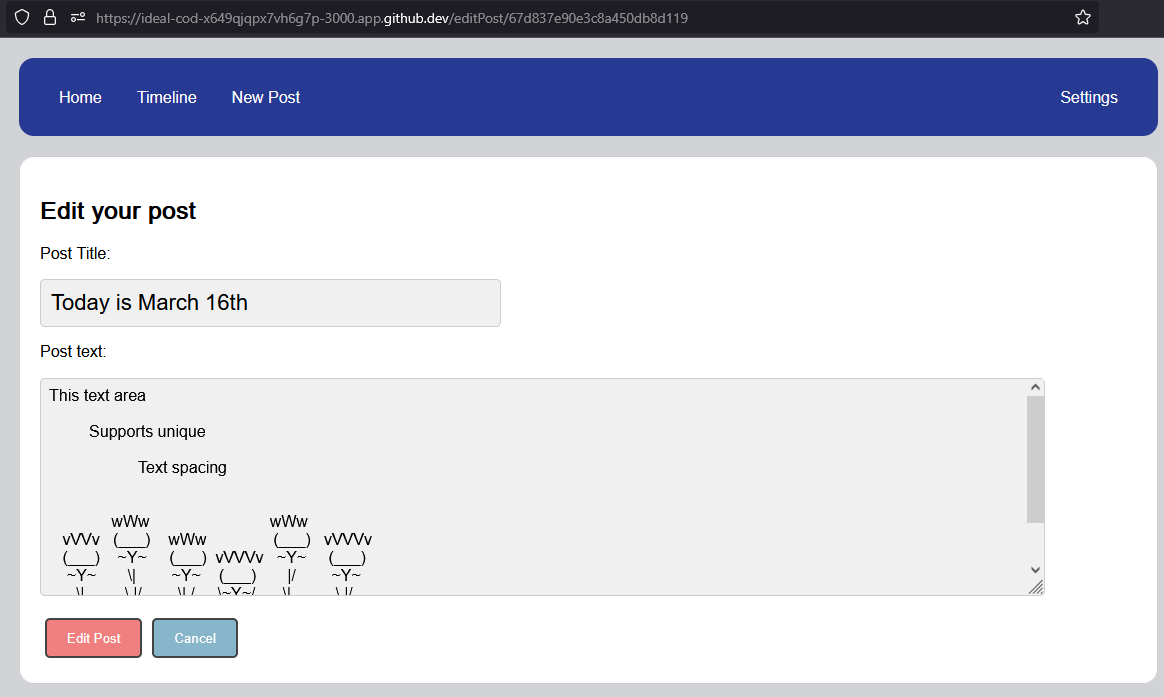 https://ideal-cod-x649qjqpx7vh6g7p-3000.app.github.dev/editPost/67d837e90e3c8a450db8d119
Home Timeline New Post Settings
Edit your post
Post Title:
Today is March 16th
Post text:
This text area
Supports unique
Text spacing
wWw wWw
vVVv (___) wWw (___) vVVVv
(___) ~Y~ (___) vVVVv ~Y~ (___)
~Y~ \| ~Y~ (___) |/ ~Y~
\| \ |/ \| / \~Y~/ \| \ |/
Edit Post Cancel